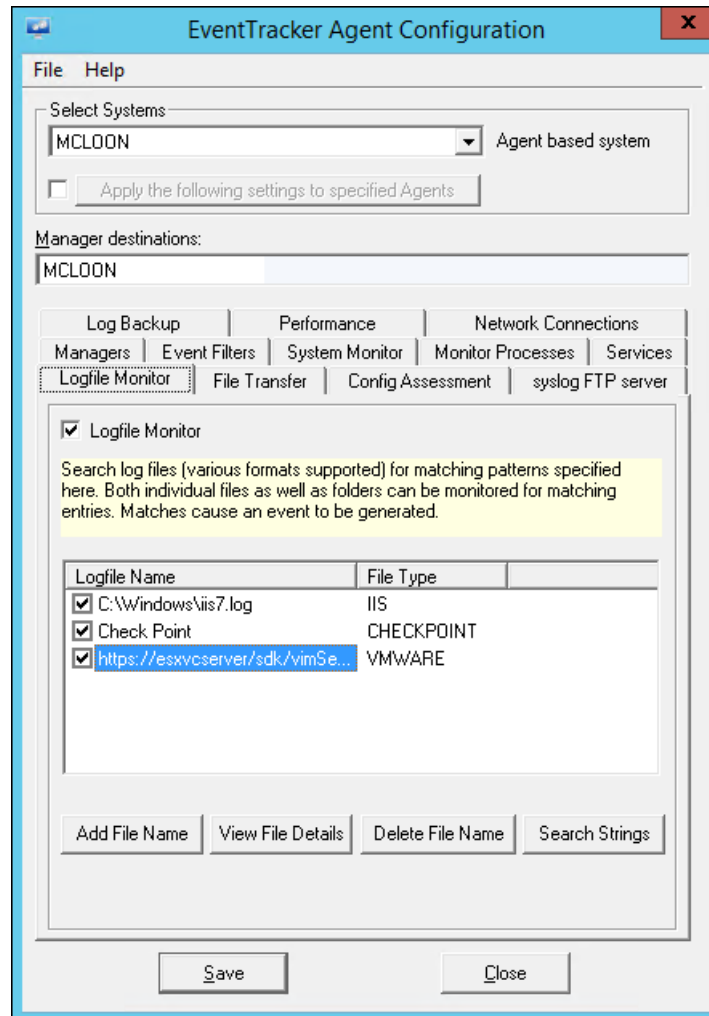 EventTracker Agent Configuration
x
File Help
Select Systems
MCLOON
Agent based system
Apply the following settings to specified Agents
Manager destinations:
MCLOON
Log Backup Performance Network Connections
Managers Event Filters System Monitor Monitor Processes Services
Logfile Monitor File Transfer Config Assessment syslog FTP server
Logfile Monitor
Search log files (various formats supported) for matching patterns specified
here. Both individual files as well as folders can be monitored for matching
entries. Matches cause an event to be generated.
Logfile Name File Type
C:\Windows\iis7.log IIS
Check Point CHECKPOINT
https://esxvcserver/sdk/vimSe... VMWARE
Add File Name View File Details Delete File Name Search Strings
Save Close